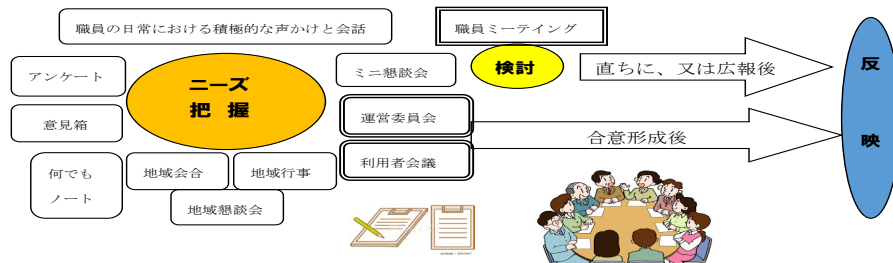 職員の日常における積極的な声かけと会話
職員ミーテイング
アンケート
ニーズ
把 握
ミニ懇談会
検討
直ちに、又は広報後
反
映
意見箱
運営委員会
合意形成後
利用者会議
何でも
ノート
地域会合
地域行事
地域懇談会